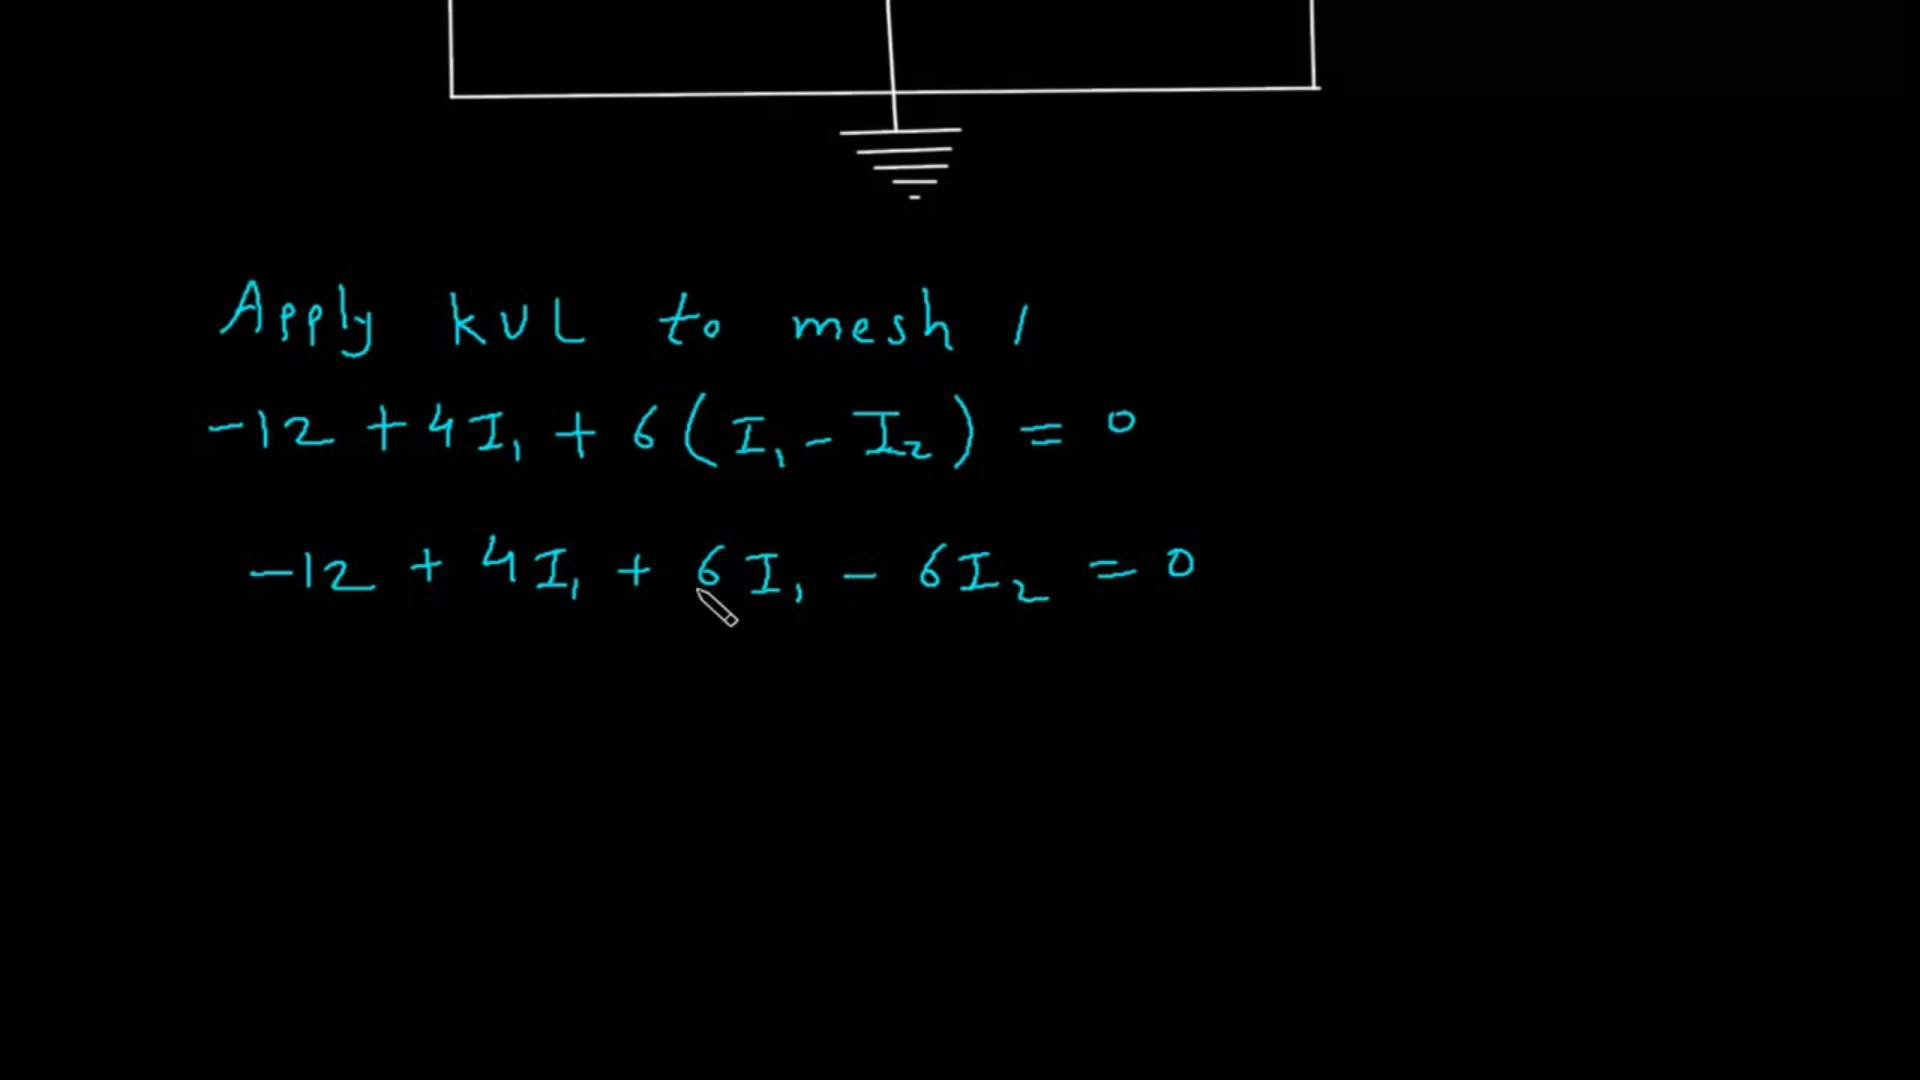 Apply KVL to mesh 1
-12 + 4I₁ + 6(I₁ - I₂) = 0
-12 + 4I₁ + 6I₁ - 6I₂ = 0